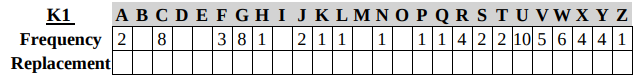 K1 A B C D E F G H I J K L M N O P Q R S T U V W X Y Z
Frequency 2 8 3 8 1 2 1 1 1 1 1 4 2 2 10 5 6 4 4 1
Replacement